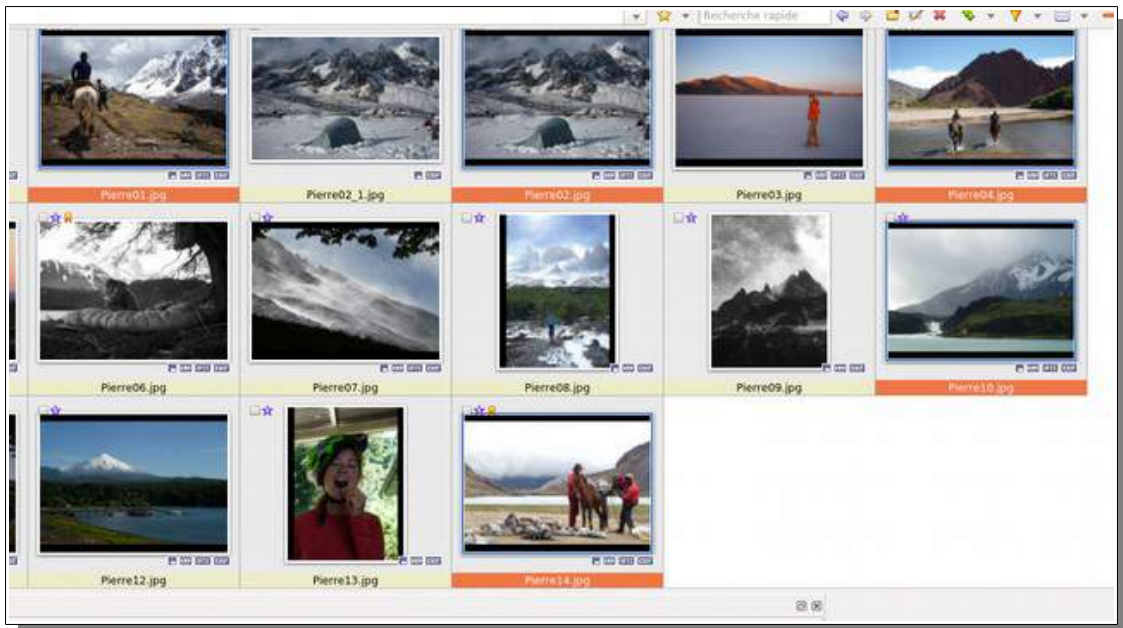 Recherche rapide
Pierre01.jpg
Pierre02_1.jpg
Pierre02.jpg
Pierre03.jpg
Pierre04.jpg
Pierre06.jpg
Pierre07.jpg
Pierre08.jpg
Pierre09.jpg
Pierre10.jpg
Pierre12.jpg
Pierre13.jpg
Pierre14.jpg